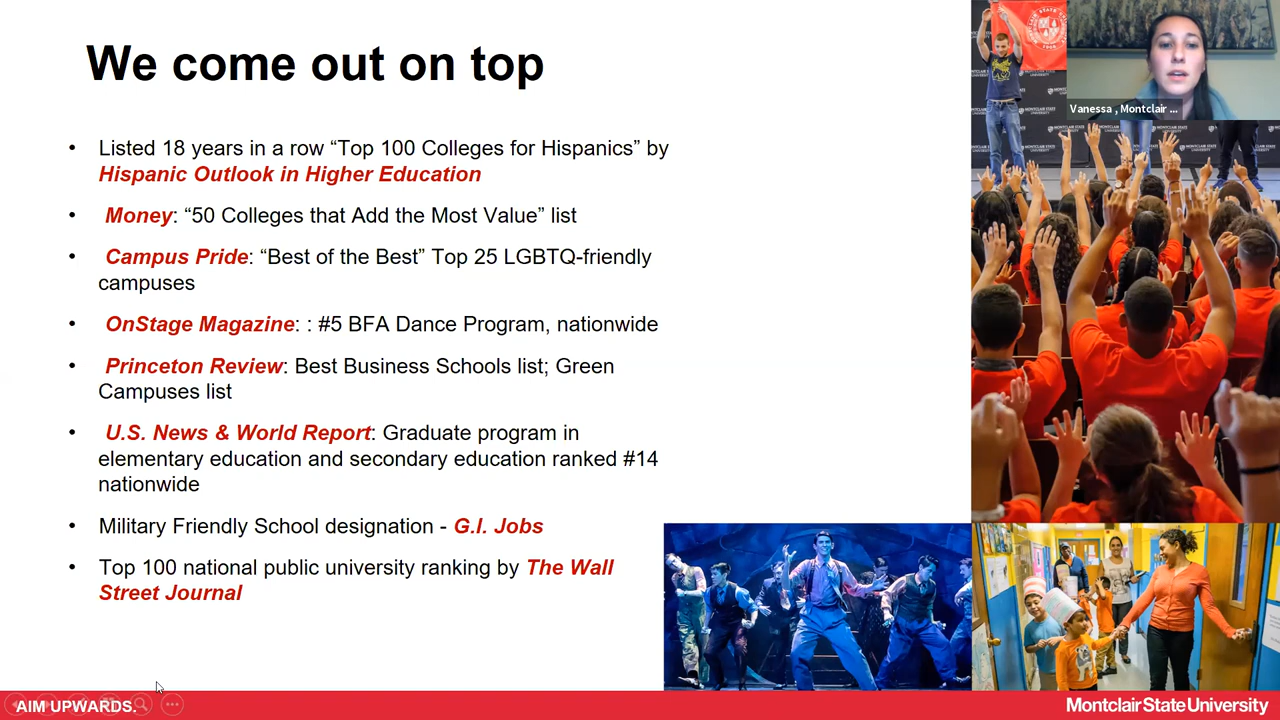 We come out on top
• Listed 18 years in a row “Top 100 Colleges for Hispanics” by
Hispanic Outlook in Higher Education
• Money: “50 Colleges that Add the Most Value” list
• Campus Pride: “Best of the Best” Top 25 LGBTQ-friendly
campuses
• OnStage Magazine: : #5 BFA Dance Program, nationwide
• Princeton Review: Best Business Schools list; Green
Campuses list
• U.S. News & World Report: Graduate program in
elementary education and secondary education ranked #14
nationwide
• Military Friendly School designation - G.I. Jobs
• Top 100 national public university ranking by The Wall
Street Journal
Vanessa , Montclair ...
AIM UPWARDS.
Montclair State University